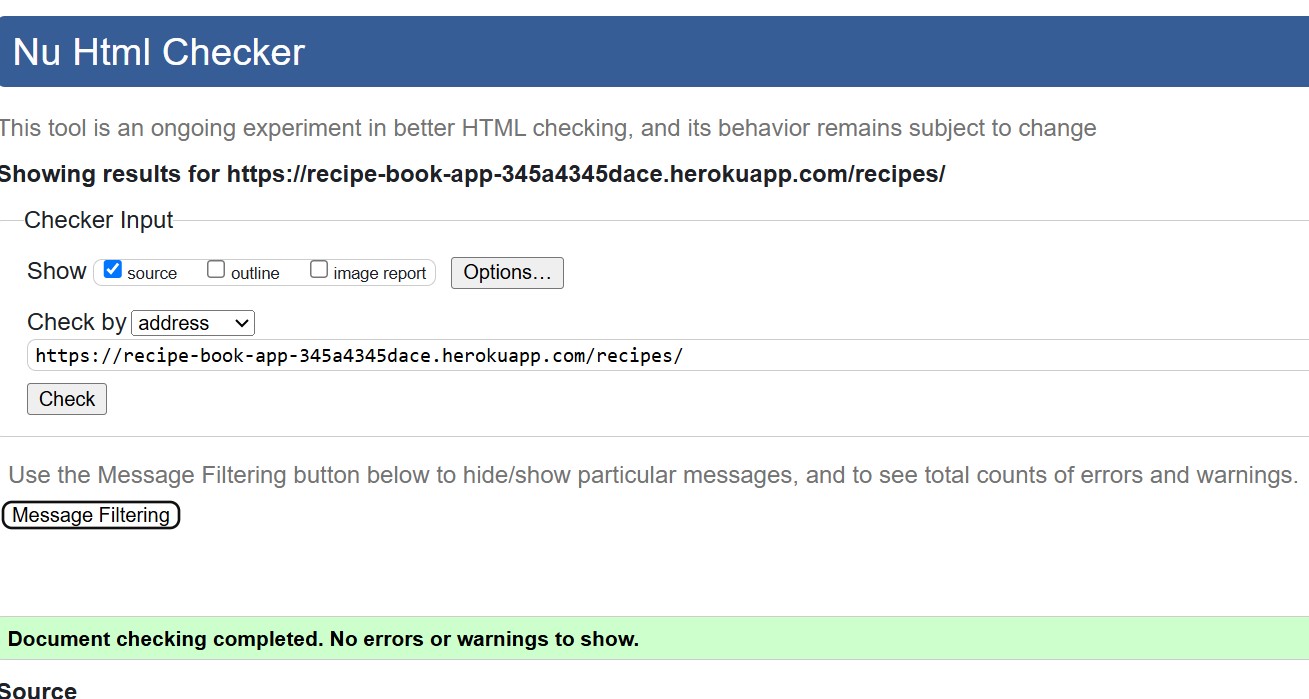 Nu Html Checker
This tool is an ongoing experiment in better HTML checking, and its behavior remains subject to change
Showing results for https://recipe-book-app-345a4345dace.herokuapp.com/recipes/
Checker Input
Show source outline image report Options...
Check by address
https://recipe-book-app-345a4345dace.herokuapp.com/recipes/
Check
Use the Message Filtering button below to hide/show particular messages, and to see total counts of errors and warnings.
Message Filtering
Document checking completed. No errors or warnings to show.
Source